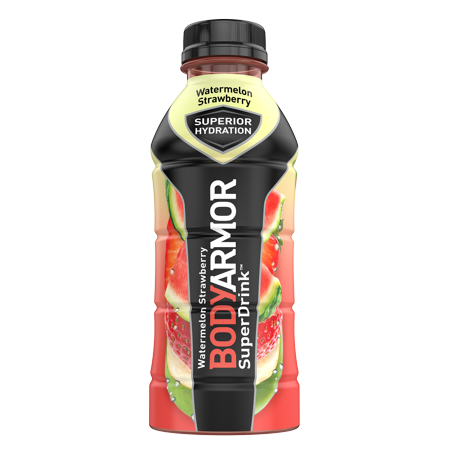 Watermelon
Strawberry
SUPERIOR
HYDRATION
Watermelon Strawberry
BODYARMOR
SuperDrink™